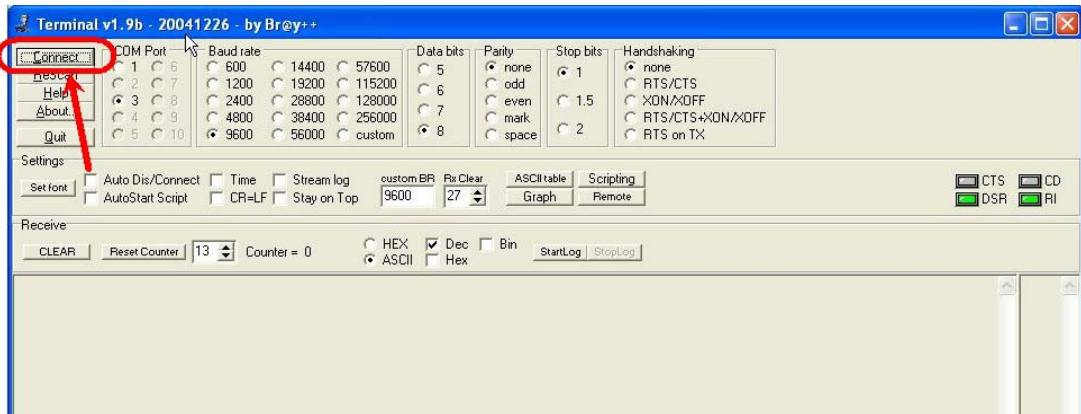 Terminal v1.9b - 20041226 - by Br@y++
Connect
ReScan
Help
About..
Quit
COM Port
1 6
2 7
3 8
4 9
5 10
Baud rate
600 14400 57600
1200 19200 115200
2400 28800 128000
4800 38400 256000
9600 56000 custom
Data bits
5
6
7
8
Parity
none
odd
even
mark
space
Stop bits
1
1.5
2
Handshaking
none
RTS/CTS
XON/XOFF
RTS/CTS+XON/XOFF
RTS on TX
Settings
Set font
Auto Dis/Connect Time Stream log
AutoStart Script CR=LF Stay on Top
custom BR Rx Clear
9600 27
ASCII table Scripting
Graph Remote
CTS CD
DSR RI
Receive
CLEAR Reset Counter 13 Counter = 0
HEX Dec Bin
ASCII Hex
StartLog StopLog